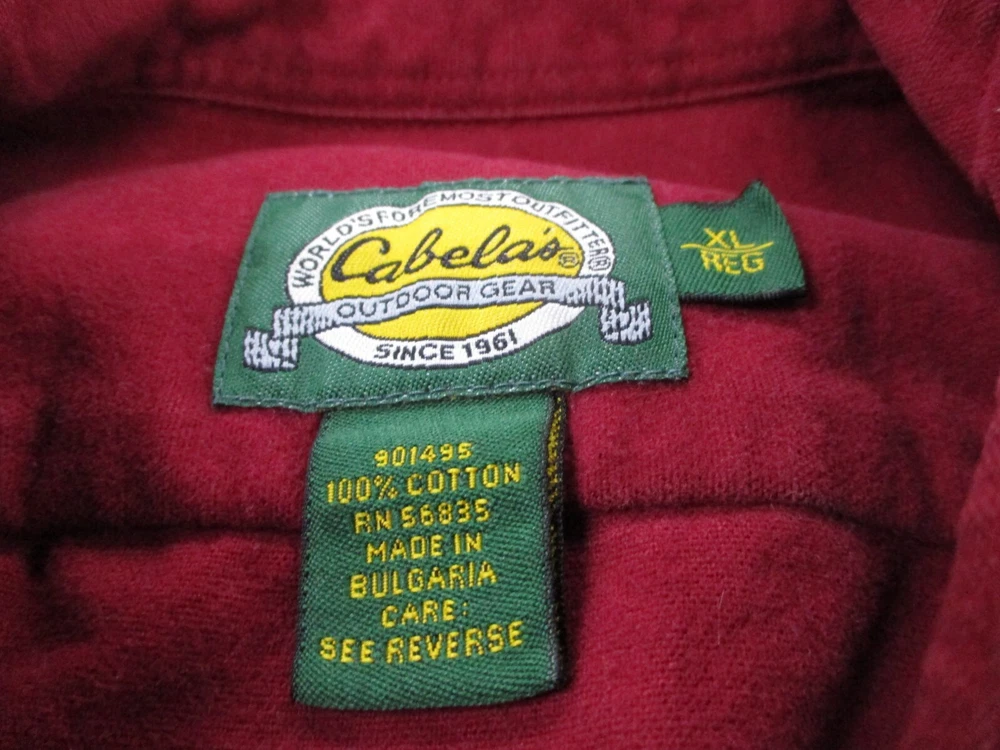 WORLD'S FOREMOST OUTFITTER®
Cabela's®
OUTDOOR GEAR
SINCE 1961
XL
REG
901495
100% COTTON
RN 56835
MADE IN
BULGARIA
CARE:
SEE REVERSE